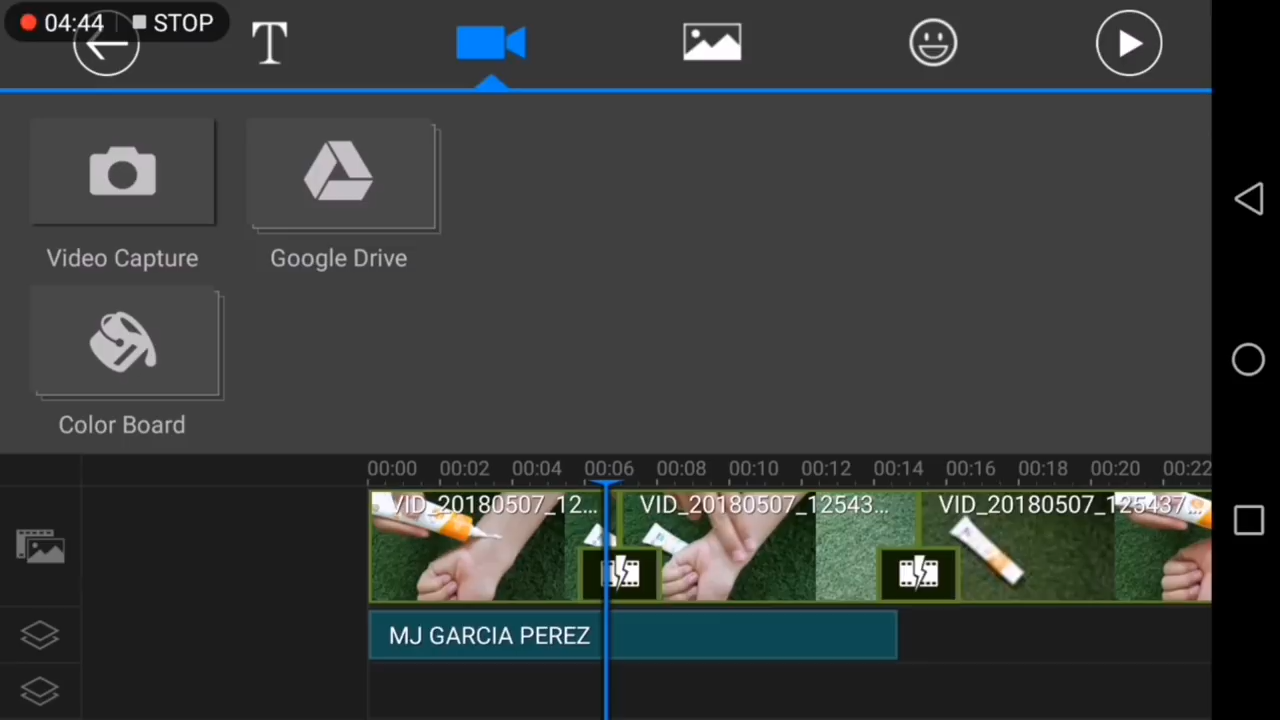 04:44 STOP
T
Video Capture
Google Drive
Color Board
00:00 00:02 00:04 00:06 00:08 00:10 00:12 00:14 00:16 00:18 00:20 00:22
VID_20180507_12... VID_20180507_12543... VID_20180507_125437...
MJ GARCIA PEREZ